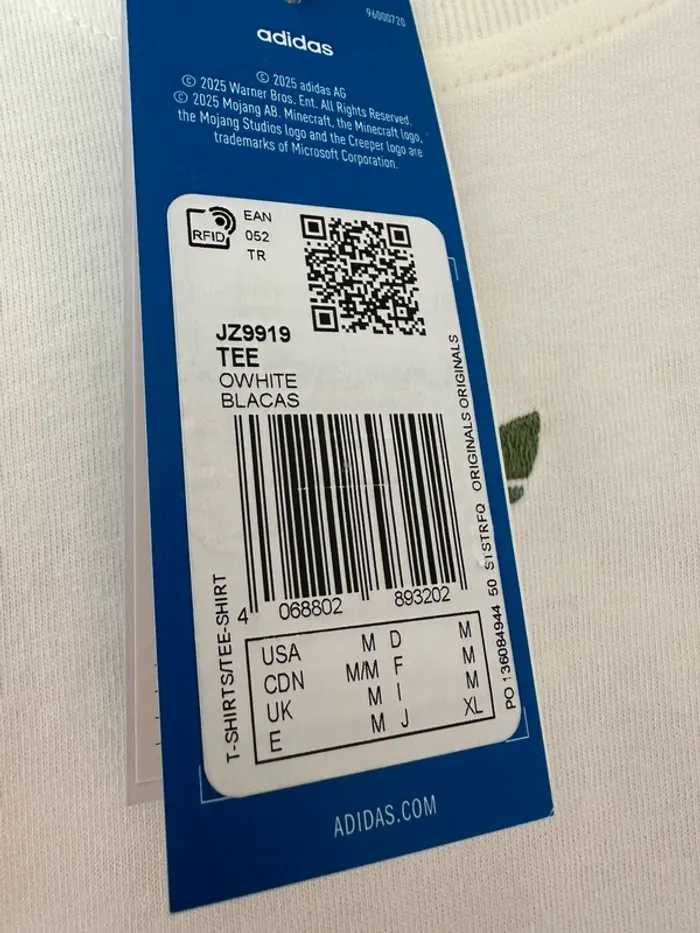 96000720
adidas
© 2025 adidas AG
© 2025 Warner Bros. Ent. All Rights Reserved.
© 2025 Mojang AB. Minecraft, the Minecraft logo,
the Mojang Studios logo and the Creeper logo are
trademarks of Microsoft Corporation.
RFID
EAN
052
TR
JZ9919
TEE
OWHITE
BLACAS
4 068802 893202
T-SHIRTS/TEE-SHIRT
PO 136084944 50 S1STRFQ ORIGINALS ORIGINALS
USA M D M
CDN M/M F M
UK M I M
E M J XL
ADIDAS.COM